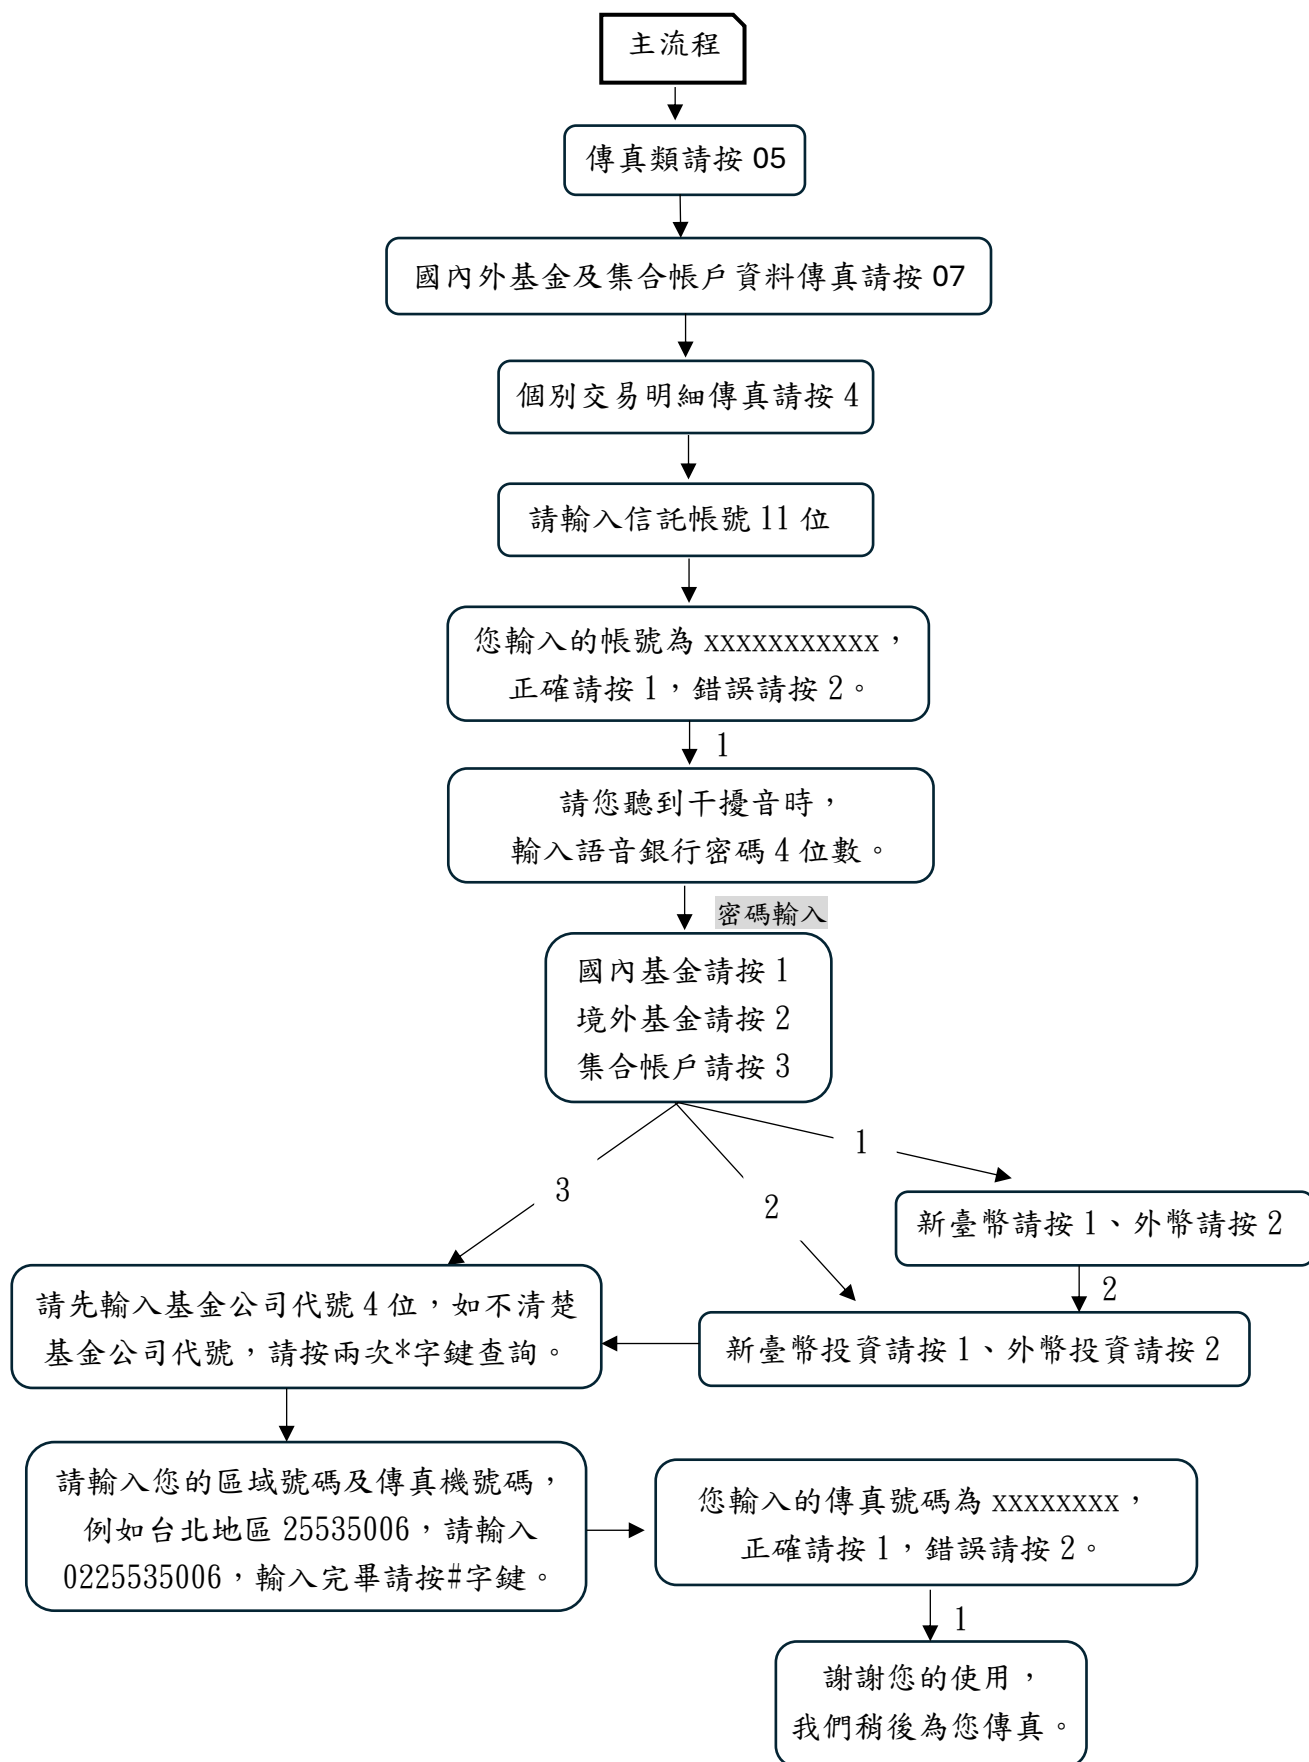 主流程
傳真類請按 05
國內外基金及集合帳戶資料傳真請按 07
個別交易明細傳真請按 4
請輸入信託帳號 11 位
您輸入的帳號為 xxxxxxxxxxx，
正確請按 1，錯誤請按 2。
1
請您聽到干擾音時，
輸入語音銀行密碼 4 位數。
密碼輸入
國內基金請按 1
境外基金請按 2
集合帳戶請按 3
1
3
2
新臺幣請按 1、外幣請按 2
2
請先輸入基金公司代號 4 位，如不清楚
基金公司代號，請按兩次*字鍵查詢。
新臺幣投資請按 1、外幣投資請按 2
請輸入您的區域號碼及傳真機號碼，
例如台北地區 25535006，請輸入
0225535006，輸入完畢請按#字鍵。
您輸入的傳真號碼為 xxxxxxxx，
正確請按 1，錯誤請按 2。
1
謝謝您的使用，
我們稍後為您傳真。